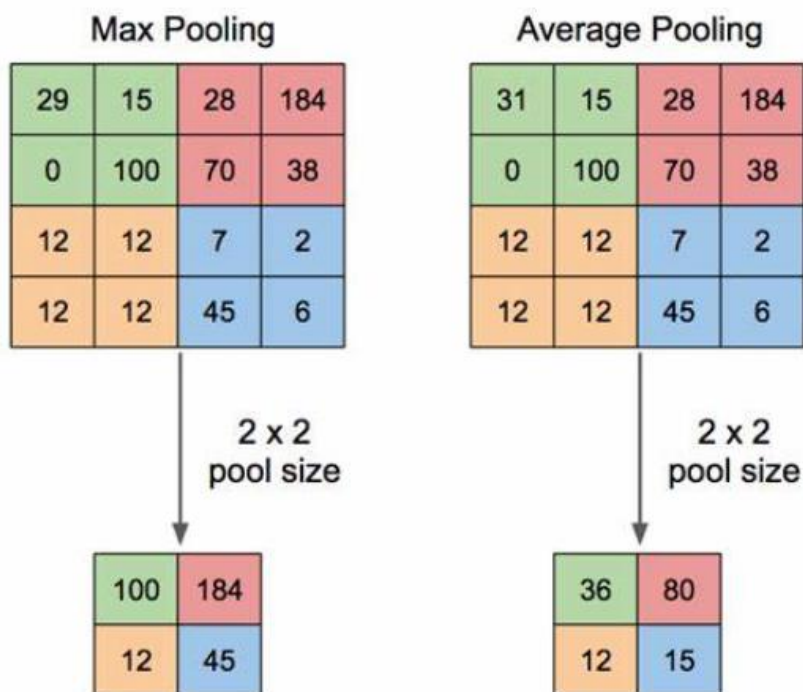 Max Pooling
29 15 28 184
0 100 70 38
12 12 7 2
12 12 45 6
2 x 2
pool size
100 184
12 45
Average Pooling
31 15 28 184
0 100 70 38
12 12 7 2
12 12 45 6
2 x 2
pool size
36 80
12 15